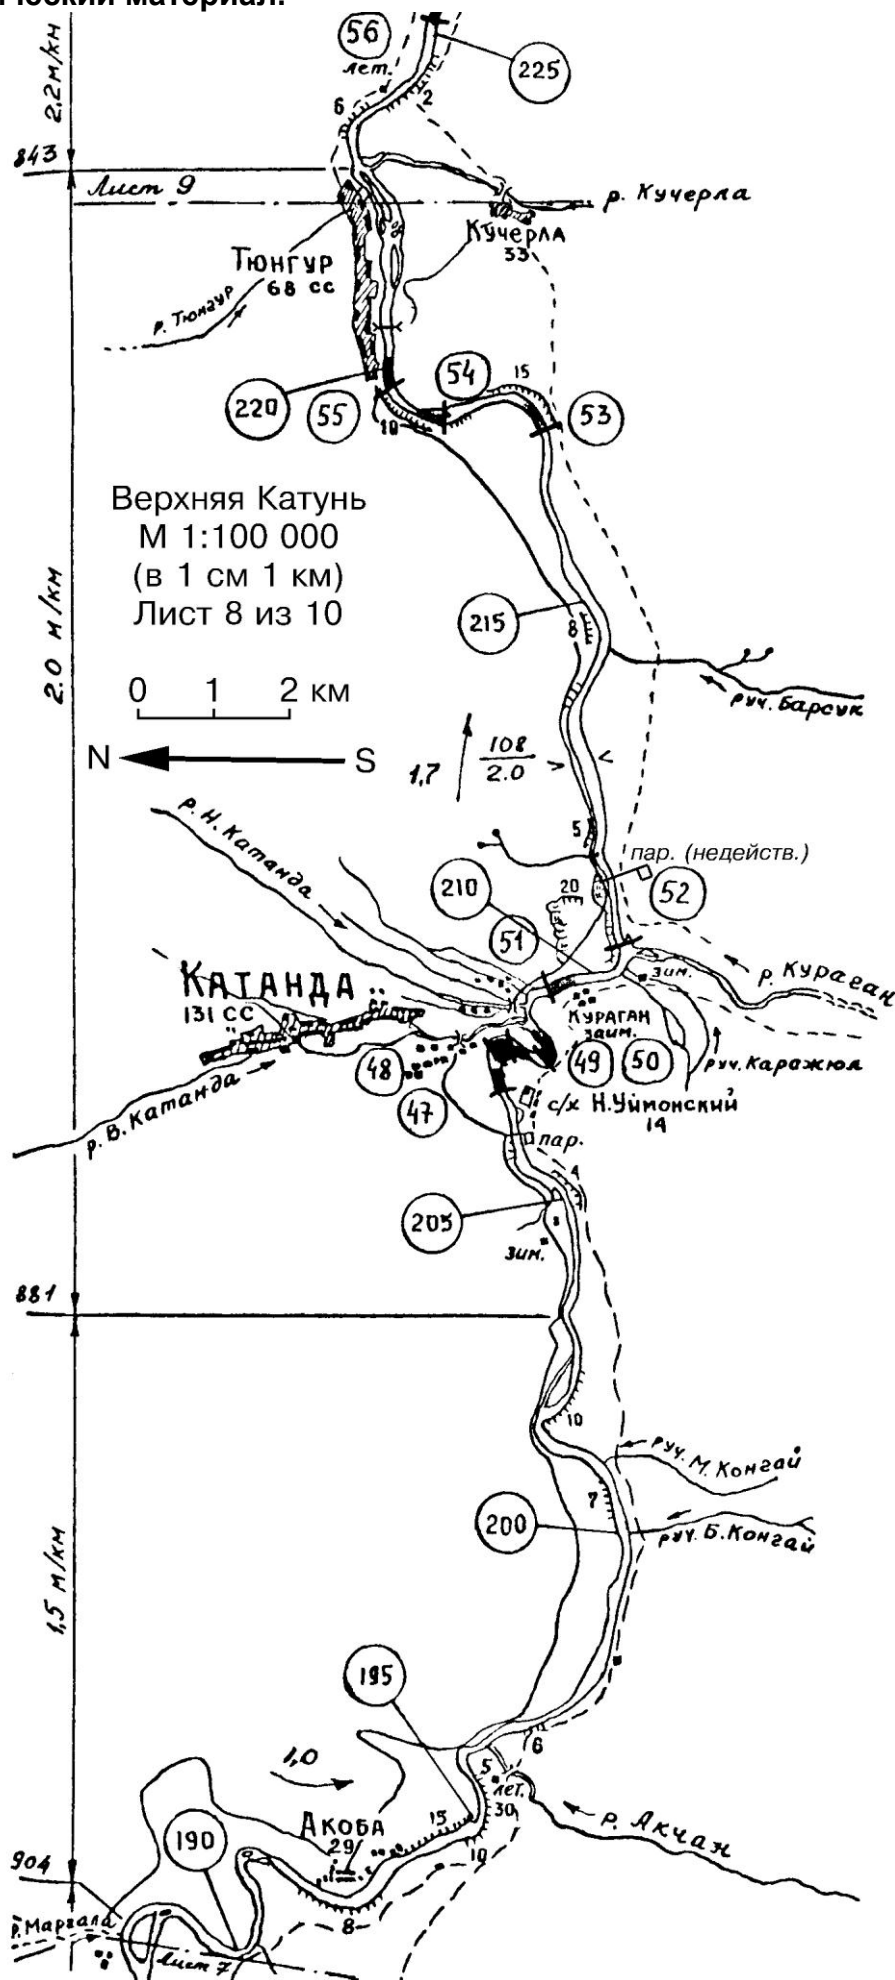 ческий материал.
56
лет.
225
2,2 м/км
6
2
843
Лист 9
р. Кучерла
Кучерла
33
Тюнгур
68 сс
р. Тюнгур
220
55
54
15
53
10
Верхняя Катунь
М 1:100 000
(в 1 см 1 км)
Лист 8 из 10
2.0 м/км
215
8
0 1 2 км
руч. Барсук
N S
1,7
108
2.0
р. Н. Катанда
5
пар. (недейств.)
210
20
52
51
р. Кураган
зим.
КАТАНДА
131 СС
КУРАГАН
заим.
48
49
50
руч. Каражюл
р. В. Катанда
47
с/х Н.Уймонский
14
пар.
4
205
зим.
881
10
руч. М. Конгай
7
200
руч. Б. Конгай
1,5 м/км
195
6
1,0
5
лет.
30
15
Акоба
29
р. Акчан
190
10
904
8
р. Маргала
Лист 7